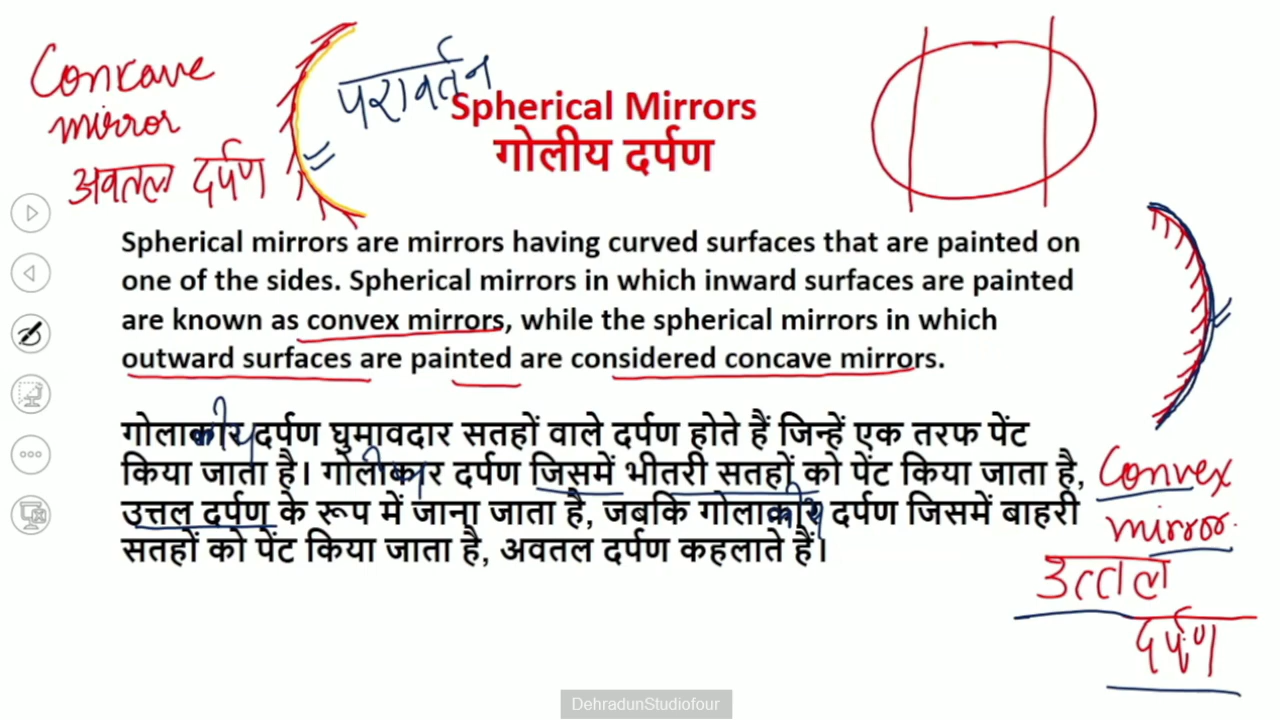 Concave
mirror
अवतल दर्पण
परावर्तन
Spherical Mirrors
गोलीय दर्पण
Spherical mirrors are mirrors having curved surfaces that are painted on
one of the sides. Spherical mirrors in which inward surfaces are painted
are known as convex mirrors, while the spherical mirrors in which
outward surfaces are painted are considered concave mirrors.
गोलाकार दर्पण घुमावदार सतहों वाले दर्पण होते हैं जिन्हें एक तरफ पेंट
किया जाता है। गोलाकार दर्पण जिसमें भीतरी सतहों को पेंट किया जाता है,
उत्तल दर्पण के रूप में जाना जाता है, जबकि गोलाकार दर्पण जिसमें बाहरी
सतहों को पेंट किया जाता है, अवतल दर्पण कहलाते हैं।
Convex
mirror.
उत्तल
दर्पण
DehradunStudiofour